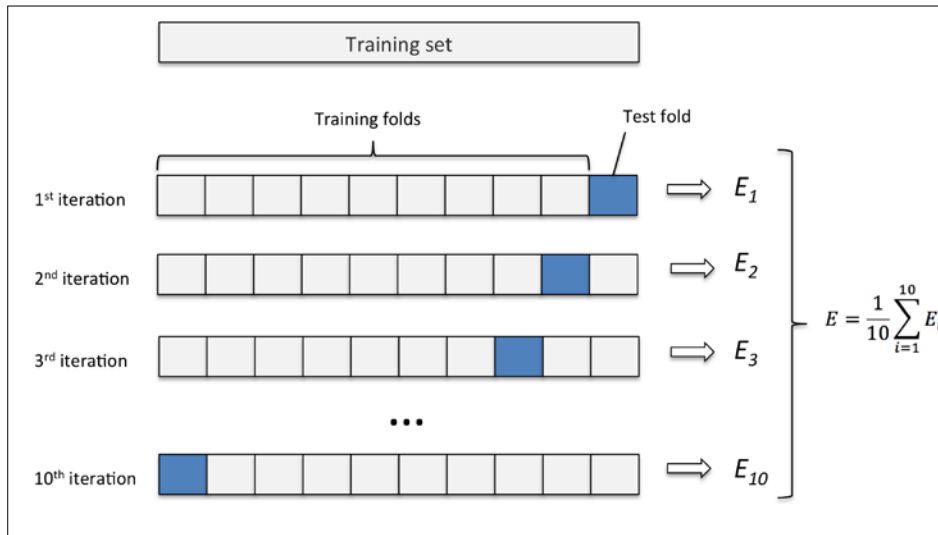 Training set
Training folds
Test fold
1st iteration
E1
2nd iteration
E2
3rd iteration
E3
...
10th iteration
E10
E = 1/10 10∑i=1 E